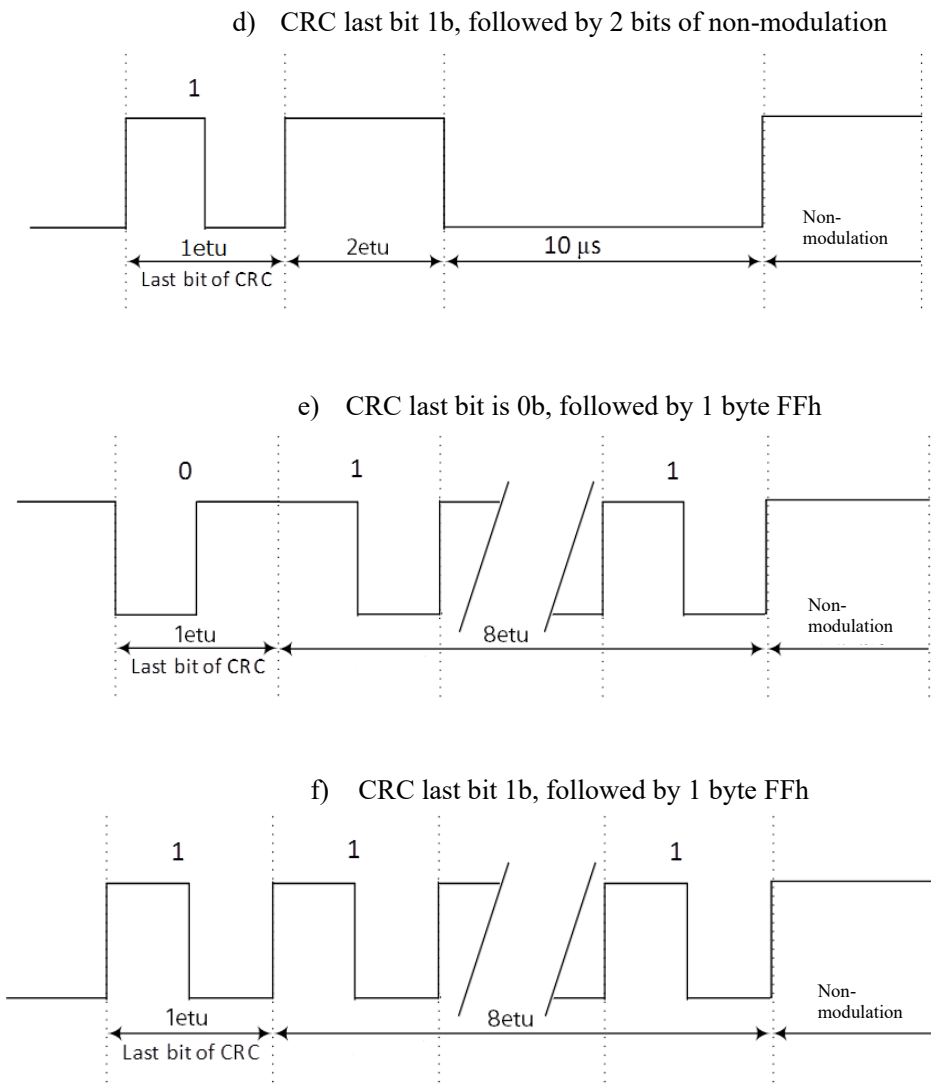 d) CRC last bit 1b, followed by 2 bits of non-modulation
1
Non-
modulation
1etu
2etu
10 μs
Last bit of CRC
e) CRC last bit is 0b, followed by 1 byte FFh
0
1
1
Non-
modulation
1etu
8etu
Last bit of CRC
f) CRC last bit 1b, followed by 1 byte FFh
1
1
1
Non-
modulation
1etu
8etu
Last bit of CRC